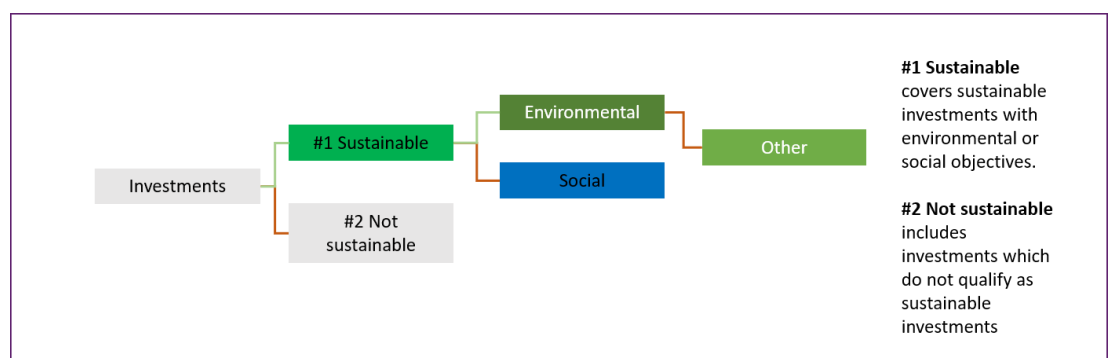 Investments
#1 Sustainable
#2 Not
sustainable
Environmental
Social
Other
#1 Sustainable
covers sustainable
investments with
environmental or
social objectives.
#2 Not sustainable
includes
investments which
do not qualify as
sustainable
investments